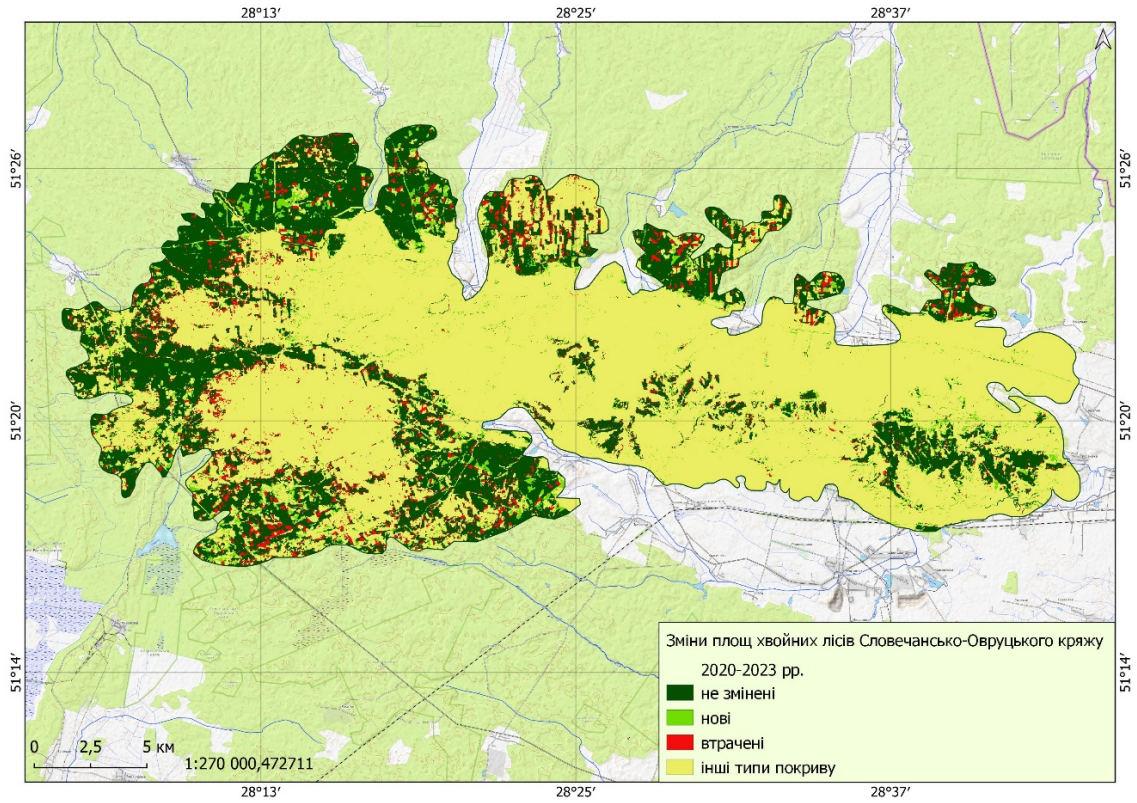 28°13′ 28°25′ 28°37′
51°26′ 51°26′
51°20′ 51°20′
51°14′ 51°14′
Зміни площ хвойних лісів Словечансько-Овруцького кряжу
2020-2023 рр.
не змінені
нові
втрачені
інші типи покриву
0 2,5 5 км
1:270 000,472711
28°13′ 28°25′ 28°37′